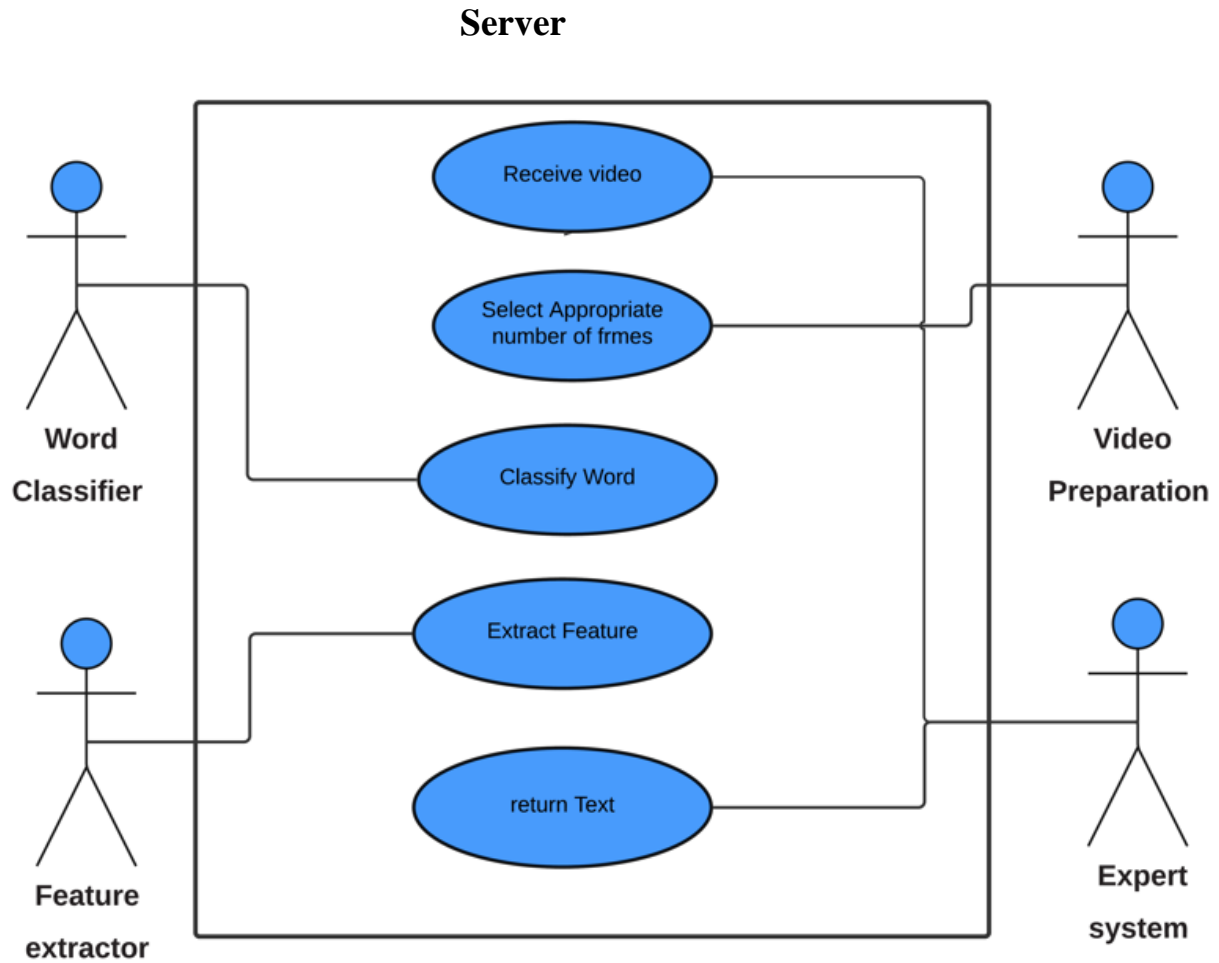 Server
Receive video
Select Appropriate
number of frmes
Classify Word
Extract Feature
return Text
Word
Classifier
Feature
extractor
Video
Preparation
Expert
system